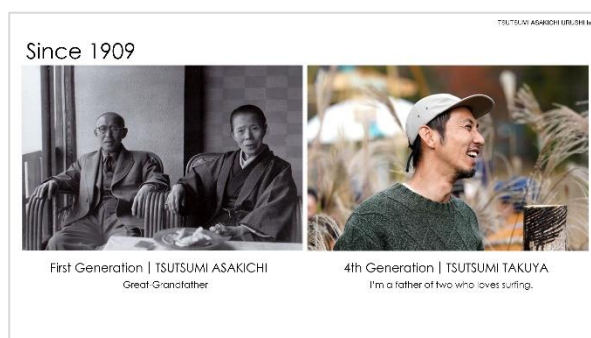 TSUTSUMI ASAKICHI URUSHI
Since 1909
First Generation | TSUTSUMI ASAKICHI
Great-Grandfather
4th Generation | TSUTSUMI TAKUYA
I'm a father of two who loves surfing.